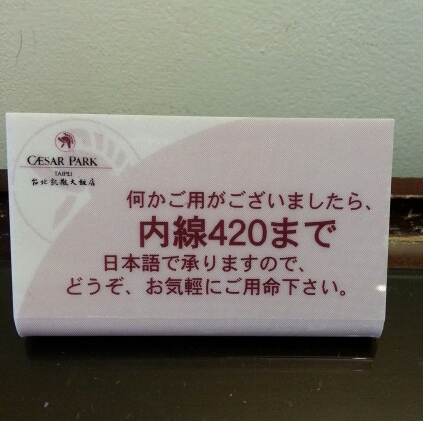 CÆSAR PARK
TAIPEI
台北凱撒大飯店
何かご用がございましたら、
内線420まで
日本語で承りますので、
どうぞ、お気輕にご用命下さい。